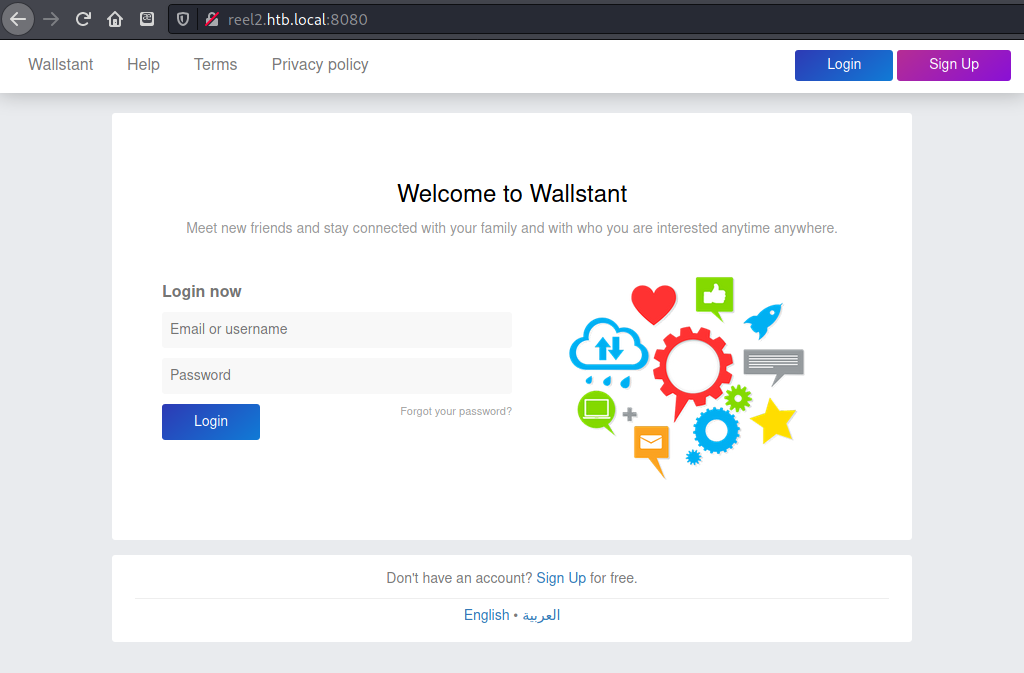 reel2.htb.local:8080
Wallstant Help Terms Privacy policy Login Sign Up
Welcome to Wallstant
Meet new friends and stay connected with your family and with who you are interested anytime anywhere.
Login now
Email or username
Password
Login Forgot your password?
Don't have an account? Sign Up for free.
English • العربية